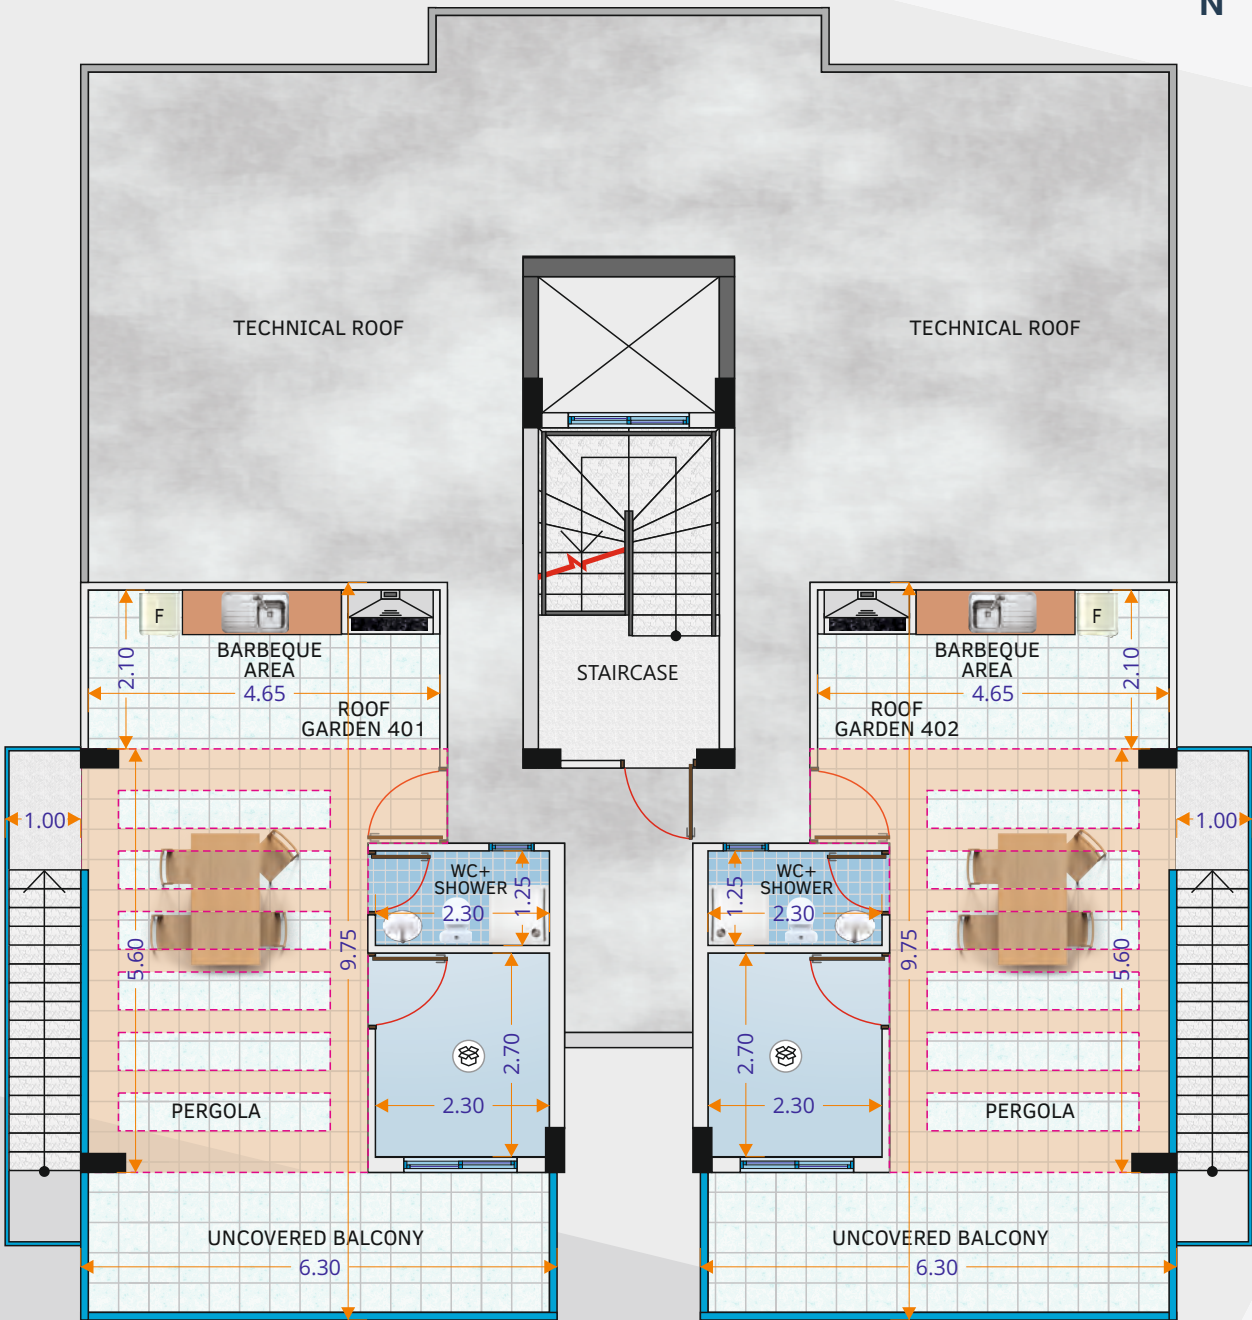 N
TECHNICAL ROOF
TECHNICAL ROOF
F
F
BARBEQUE
AREA
4.65
2.10
ROOF
GARDEN 401
STAIRCASE
BARBEQUE
AREA
4.65
2.10
ROOF
GARDEN 402
1.00
1.00
WC+
SHOWER
2.30
1.25
WC+
SHOWER
2.30
1.25
5.60
9.75
9.75
5.60
2.70
2.30
2.70
2.30
PERGOLA
PERGOLA
UNCOVERED BALCONY
6.30
UNCOVERED BALCONY
6.30